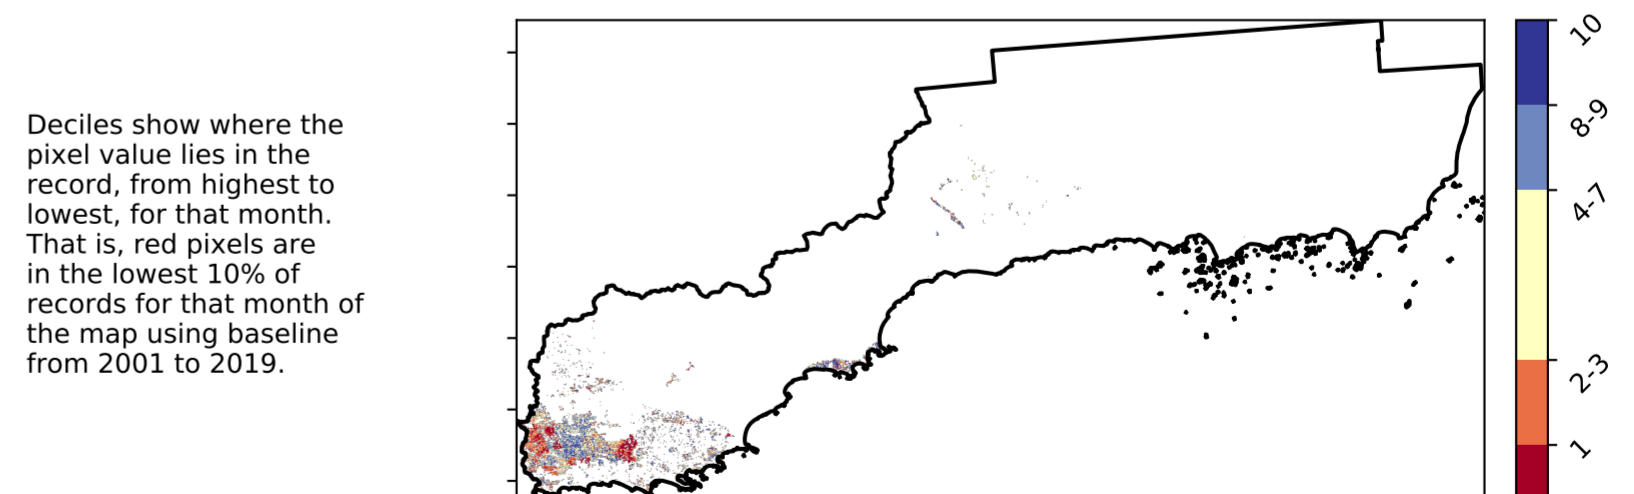 Deciles show where the
pixel value lies in the
record, from highest to
lowest, for that month.
That is, red pixels are
in the lowest 10% of
records for that month of
the map using baseline
from 2001 to 2019.
10
8-9
4-7
2-3
1